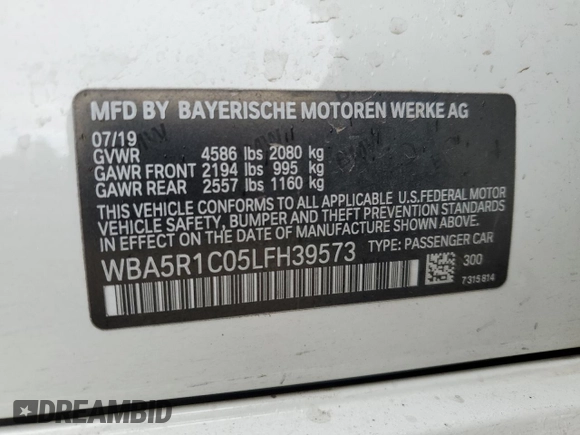 MFD BY BAYERISCHE MOTOREN WERKE AG
07/19
GVWR 4586 lbs 2080 kg
GAWR FRONT 2194 lbs 995 kg
GAWR REAR 2557 lbs 1160 kg
THIS VEHICLE CONFORMS TO ALL APPLICABLE U.S.FEDERAL MOTOR
VEHICLE SAFETY, BUMPER AND THEFT PREVENTION STANDARDS
IN EFFECT ON THE DATE OF MANUFACTURE SHOWN ABOVE.
WBA5R1C05LFH39573 TYPE: PASSENGER CAR
300
7315814
DREAMBID